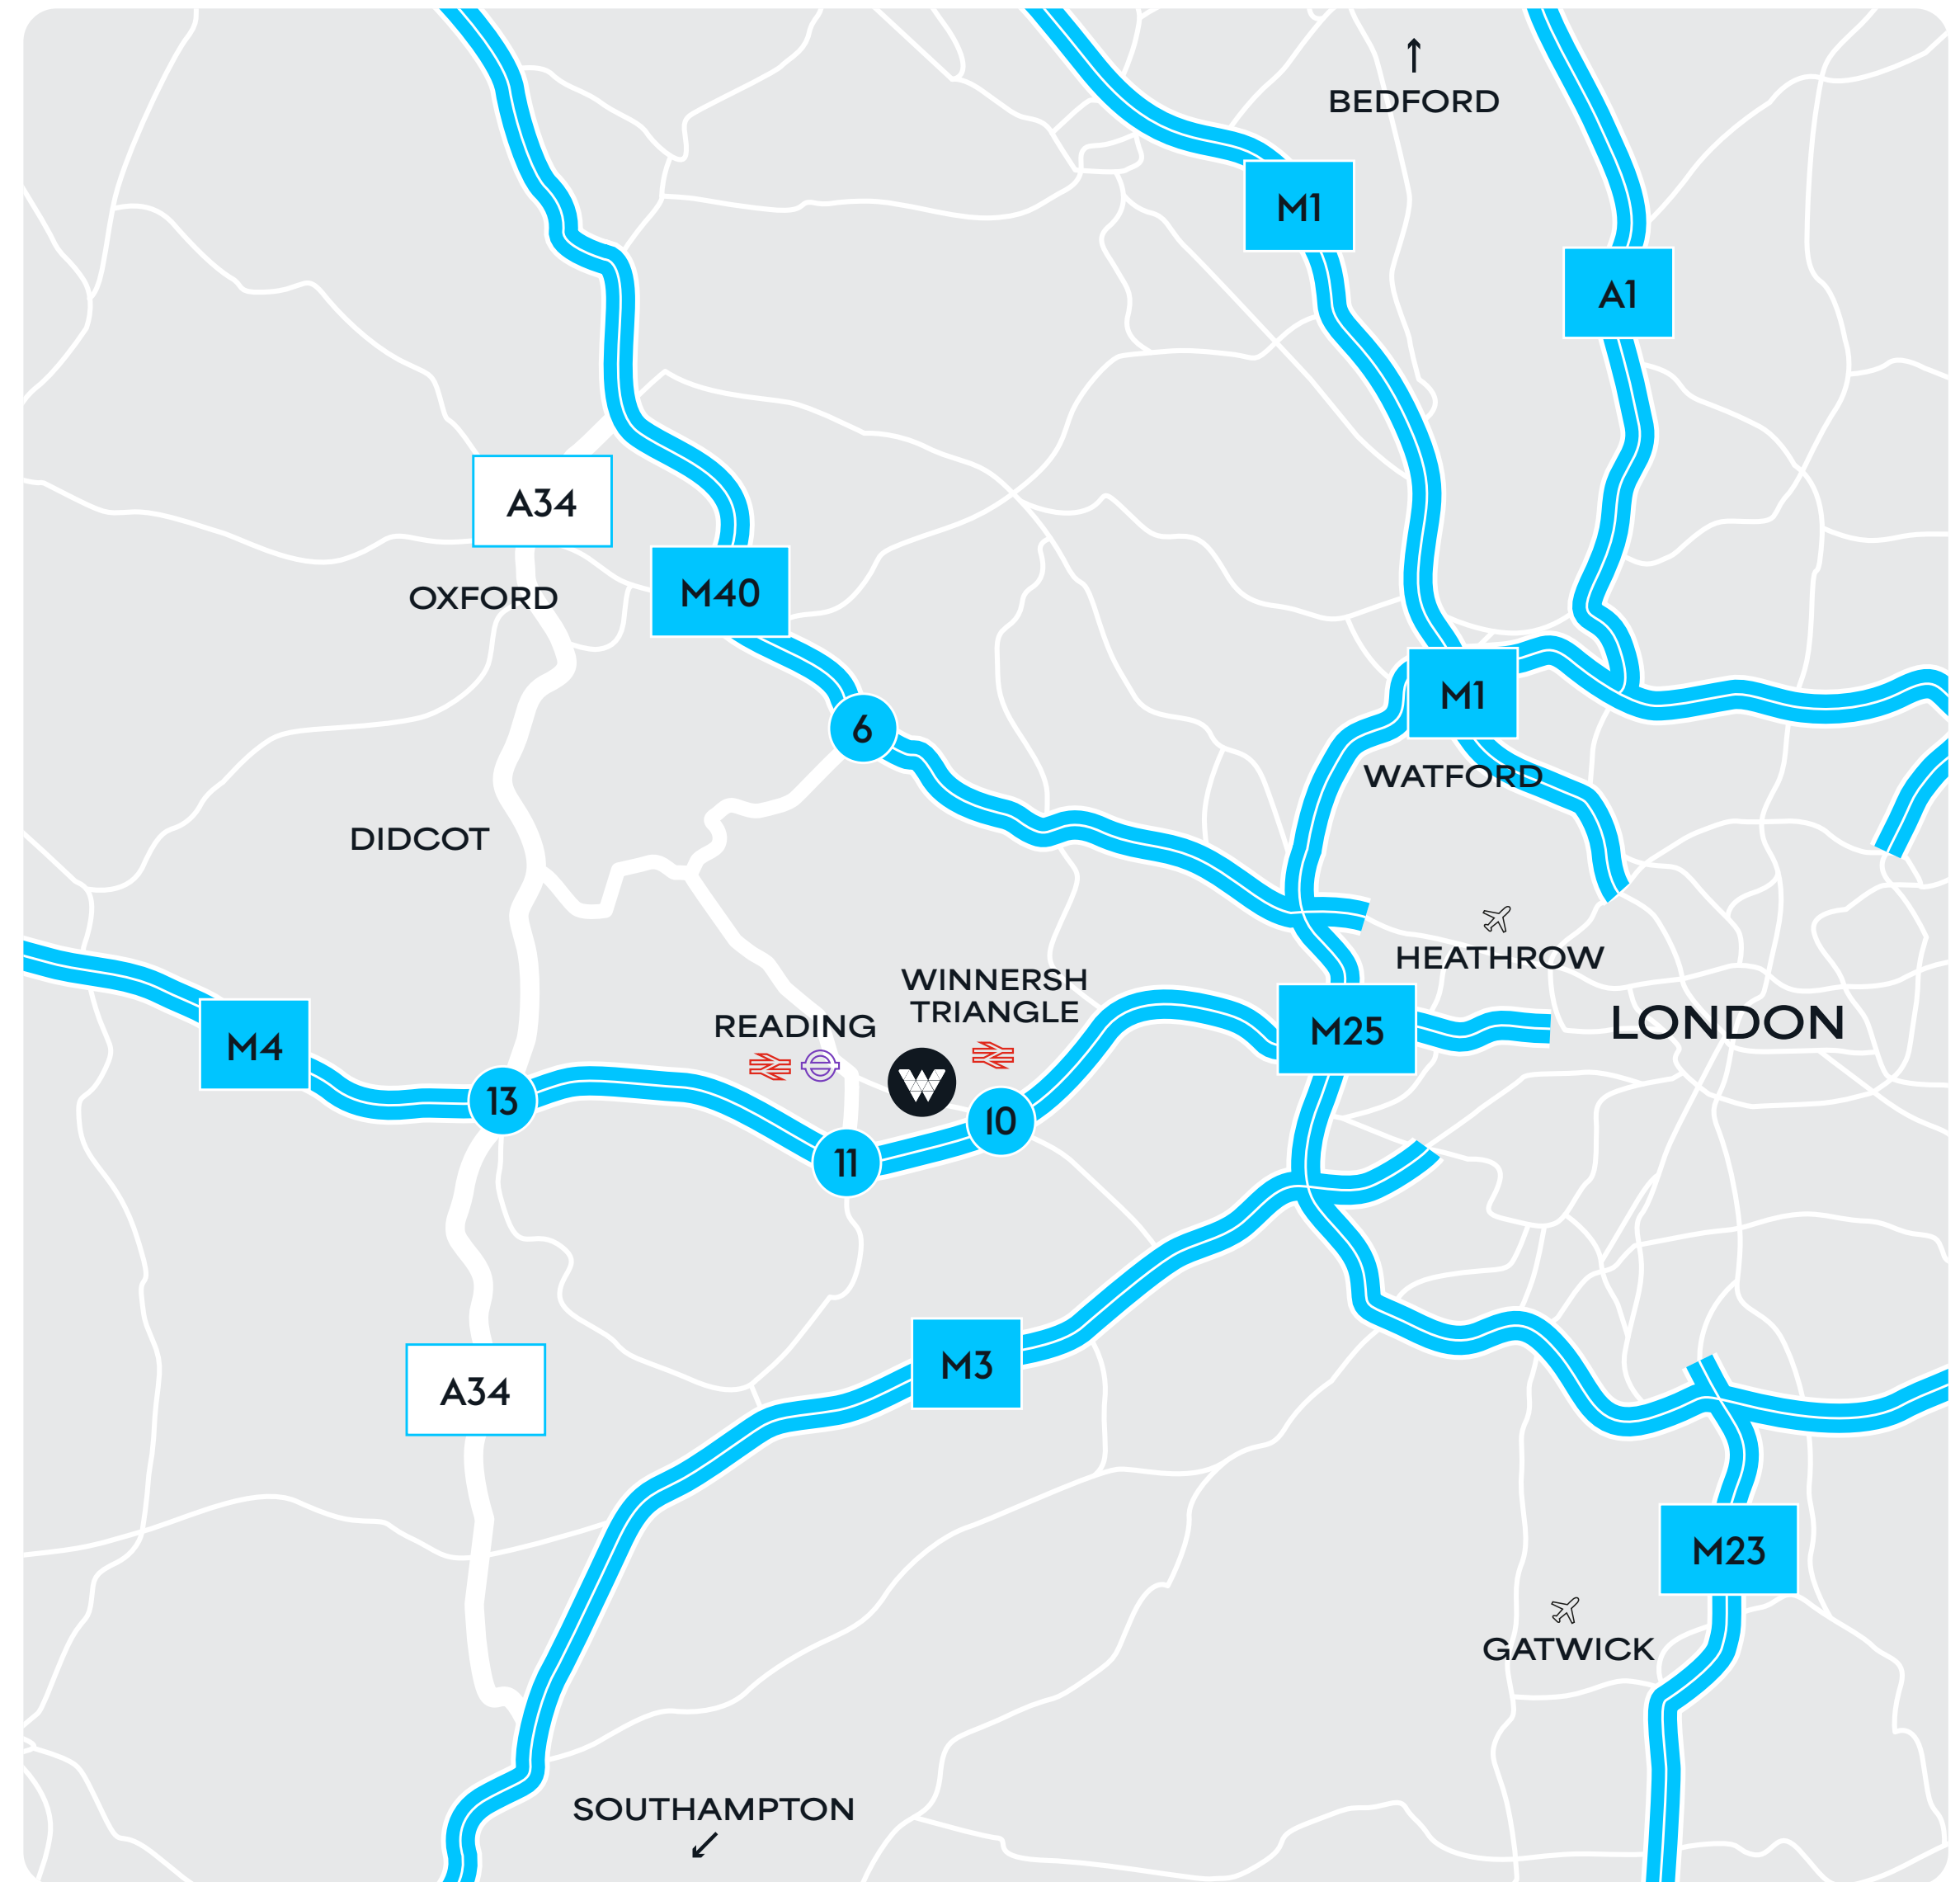 BEDFORD
M1
A1
A34
M40
OXFORD
M1
6
WATFORD
DIDCOT
HEATHROW
WINNERSH
TRIANGLE
READING
LONDON
M25
M4
W
13
10
11
M3
A34
M23
GATWICK
SOUTHAMPTON